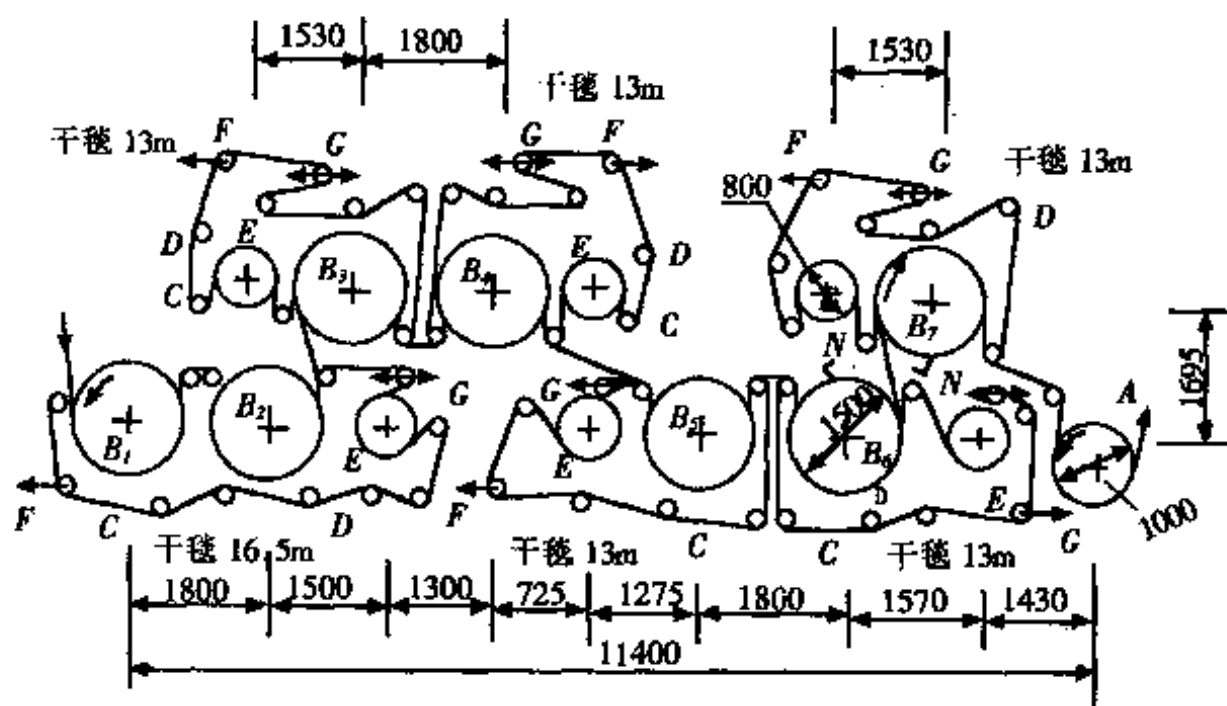 1530 1800 1530
干毯 13m
F G 干毯 13m G F
F G 干毯 13m
800
D E B3 B4 E D D
C C B7
N N
B1 B2 G G B5 1500 B6 A 1695
E E E
F C D F C C G 1000
干毯 16.5m 干毯 13m 干毯 13m
1800 1500 1300 725 1275 1800 1570 1430
11400